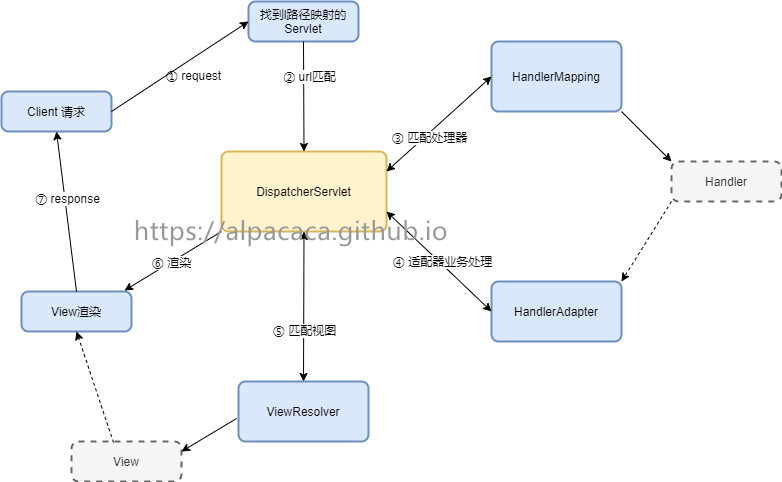 找到l路径映射的
Servlet
① request
② url匹配
HandlerMapping
Client 请求
③ 匹配处理器
Handler
DispatcherServlet
⑦ response
https://alpacaca.github.io
⑥ 渲染
④ 适配器业务处理
View渲染
HandlerAdapter
⑤ 匹配视图
ViewResolver
View